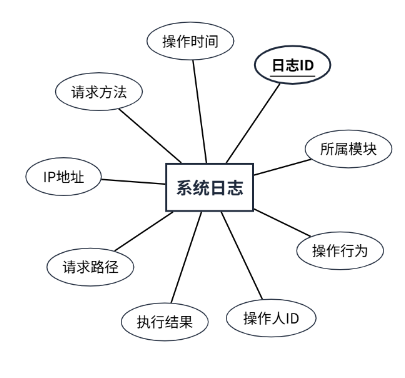 操作时间
日志ID
请求方法
所属模块
IP地址
系统日志
操作行为
请求路径
执行结果
操作人ID